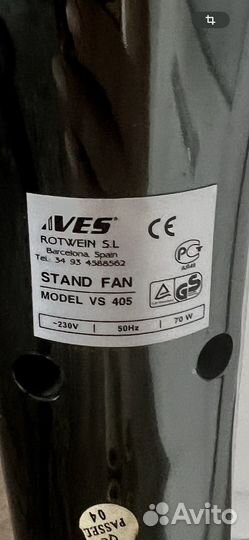 VES®
CE
ROTWEIN S.L
Barcelona, Spain
Tel.: 34 93 4588562
STAND FAN
MODEL VS 405
~230V | 50Hz | 70 W
GS
PASSED
04
Avito